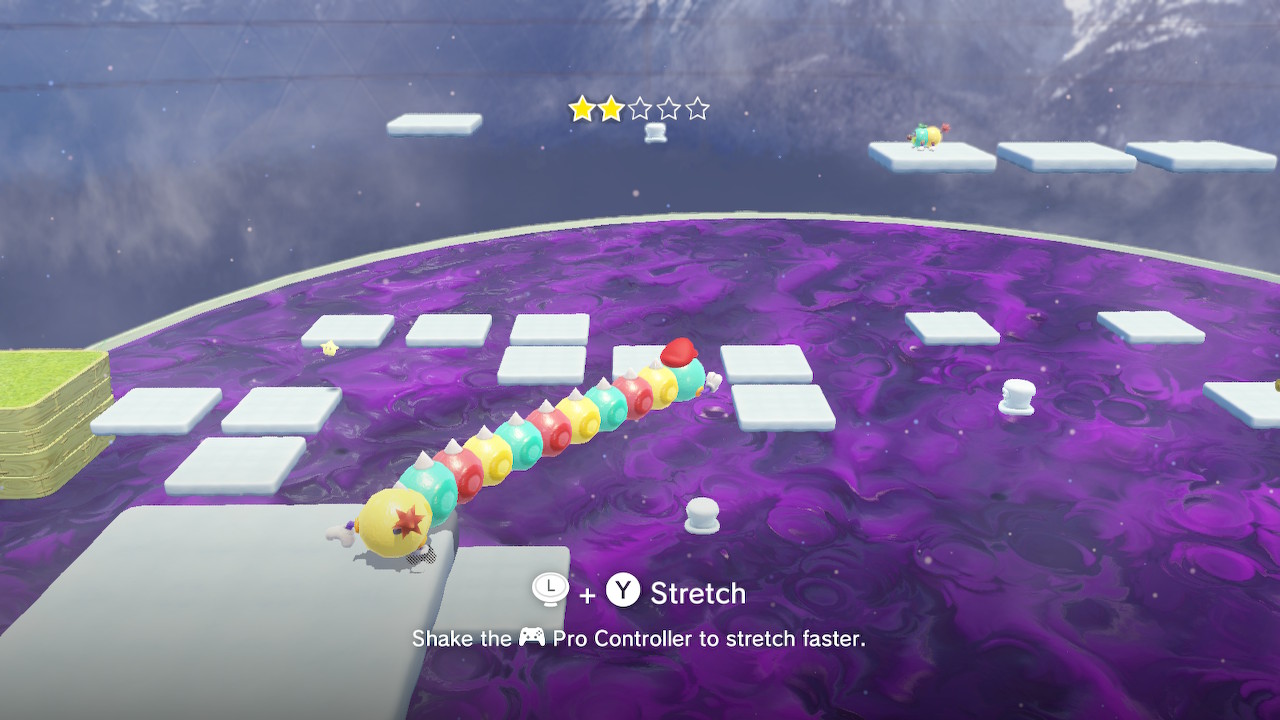 L + Y Stretch
Shake the Pro Controller to stretch faster.